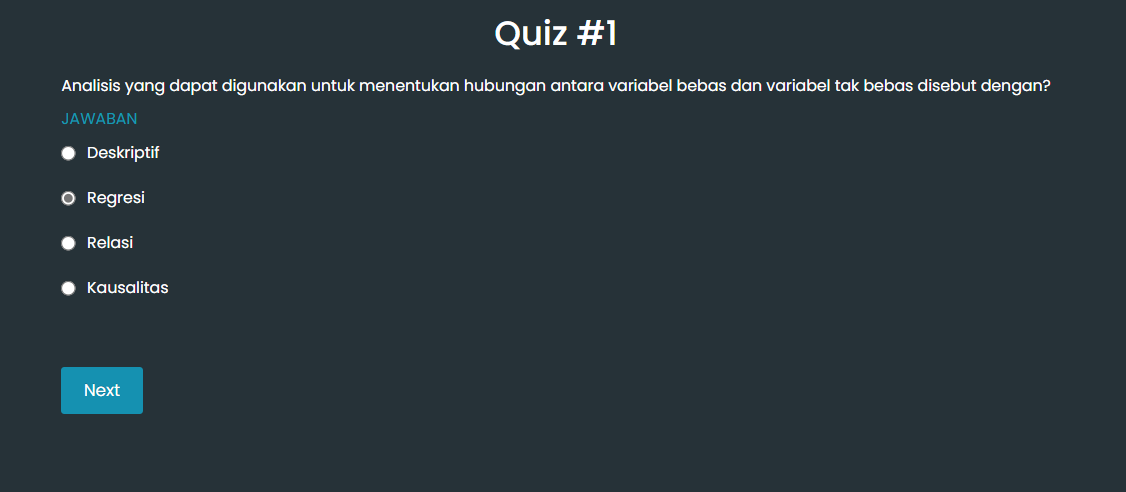 Quiz #1
Analisis yang dapat digunakan untuk menentukan hubungan antara variabel bebas dan variabel tak bebas disebut dengan?
JAWABAN
Deskriptif
Regresi
Relasi
Kausalitas
Next